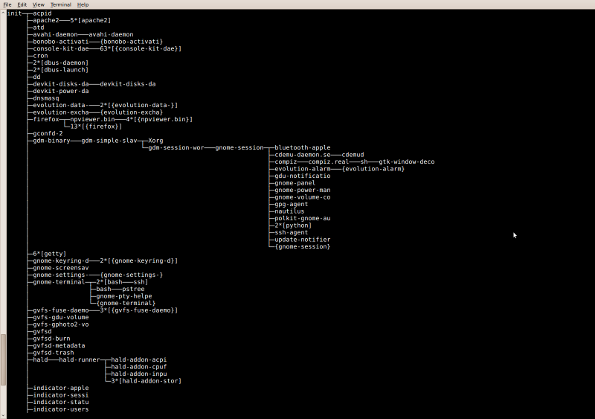 File Edit View Terminal Help
init─┬─acpid
     ├─apache2───5*[apache2]
     ├─atd
     ├─avahi-daemon───avahi-daemon
     ├─bonobo-activati───{bonobo-activati}
     ├─console-kit-dae───63*[{console-kit-dae}]
     ├─cron
     ├─2*[dbus-daemon]
     ├─2*[dbus-launch]
     ├─dd
     ├─devkit-disks-da───devkit-disks-da
     ├─devkit-power-da
     ├─dnsmasq
     ├─evolution-data-───2*[{evolution-data-}]
     ├─evolution-excha───{evolution-excha}
     ├─firefox─┬─npviewer.bin───4*[{npviewer.bin}]
     │         └─13*[{firefox}]
     ├─gconfd-2
     ├─gdm-binary───gdm-simple-slav─┬─Xorg
     │                              └─gdm-session-wor───gnome-session─┬─bluetooth-apple
     │                                                                ├─cdemu-daemon.se───cdemud
     │                                                                ├─compiz───compiz.real───sh───gtk-window-deco
     │                                                                ├─evolution-alarm───{evolution-alarm}
     │                                                                ├─gdu-notificatio
     │                                                                ├─gnome-panel
     │                                                                ├─gnome-power-man
     │                                                                ├─gnome-volume-co
     │                                                                ├─gpg-agent
     │                                                                ├─nautilus
     │                                                                ├─polkit-gnome-au
     │                                                                ├─2*[python]
     │                                                                ├─ssh-agent
     │                                                                ├─update-notifier
     │                                                                └─{gnome-session}
     ├─6*[getty]
     ├─gnome-keyring-d───2*[{gnome-keyring-d}]
     ├─gnome-screensav
     ├─gnome-settings-───{gnome-settings-}
     ├─gnome-terminal─┬─2*[bash───ssh]
     │                ├─bash───pstree
     │                ├─gnome-pty-helpe
     │                └─{gnome-terminal}
     ├─gvfs-fuse-daemo───3*[{gvfs-fuse-daemo}]
     ├─gvfs-gdu-volume
     ├─gvfs-gphoto2-vo
     ├─gvfsd
     ├─gvfsd-burn
     ├─gvfsd-metadata
     ├─gvfsd-trash
     ├─hald───hald-runner─┬─hald-addon-acpi
     │                    ├─hald-addon-cpuf
     │                    ├─hald-addon-inpu
     │                    └─3*[hald-addon-stor]
     ├─indicator-apple
     ├─indicator-sessi
     ├─indicator-statu
     ├─indicator-users